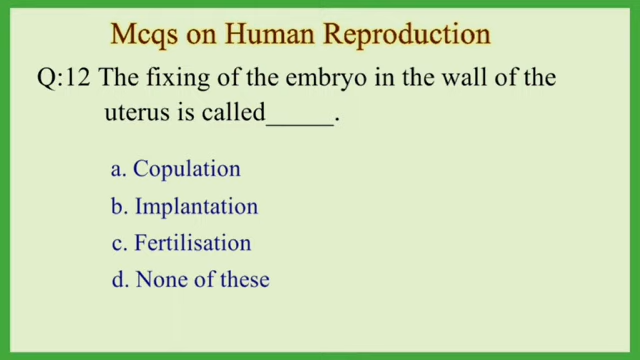 Mcqs on Human Reproduction
Q:12 The fixing of the embryo in the wall of the
uterus is called_____.
a. Copulation
b. Implantation
c. Fertilisation
d. None of these